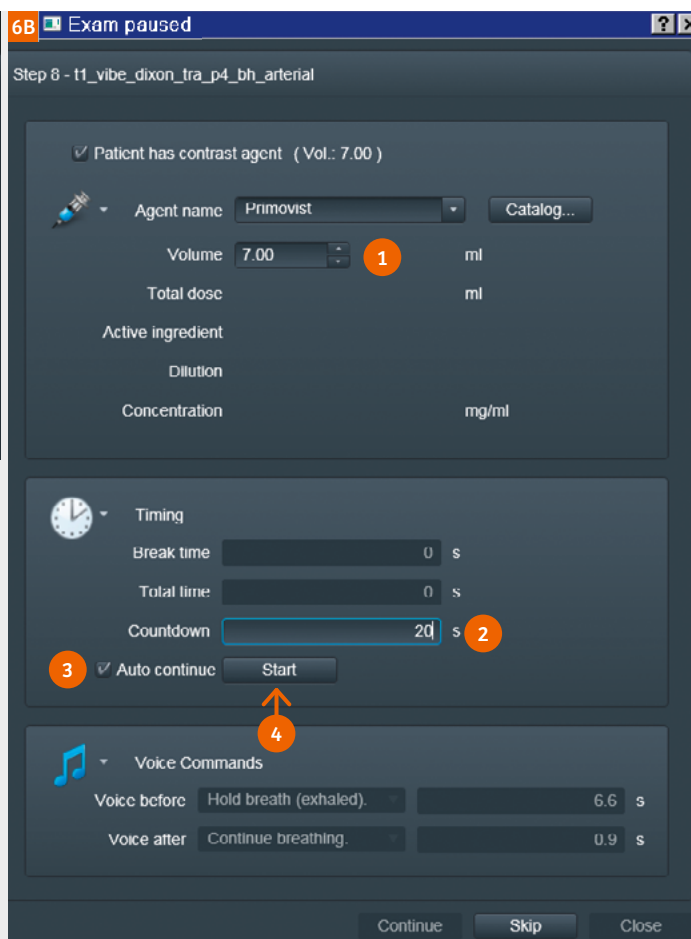 6B Exam paused ? X
Step 8 - t1_vibe_dixon_tra_p4_bh_arterial
Patient has contrast agent ( Vol.: 7.00 )
Agent name Primovist Catalog...
Volume 7.00 1 ml
Total dose ml
Active ingredient
Dilution
Concentration mg/ml
Timing
Break time 0 s
Total time 0 s
Countdown 20 s 2
3 Auto continue Start
4
Voice Commands
Voice before Hold breath (exhaled). 6.6 s
Voice after Continue breathing. 0.9 s
Continue Skip Close